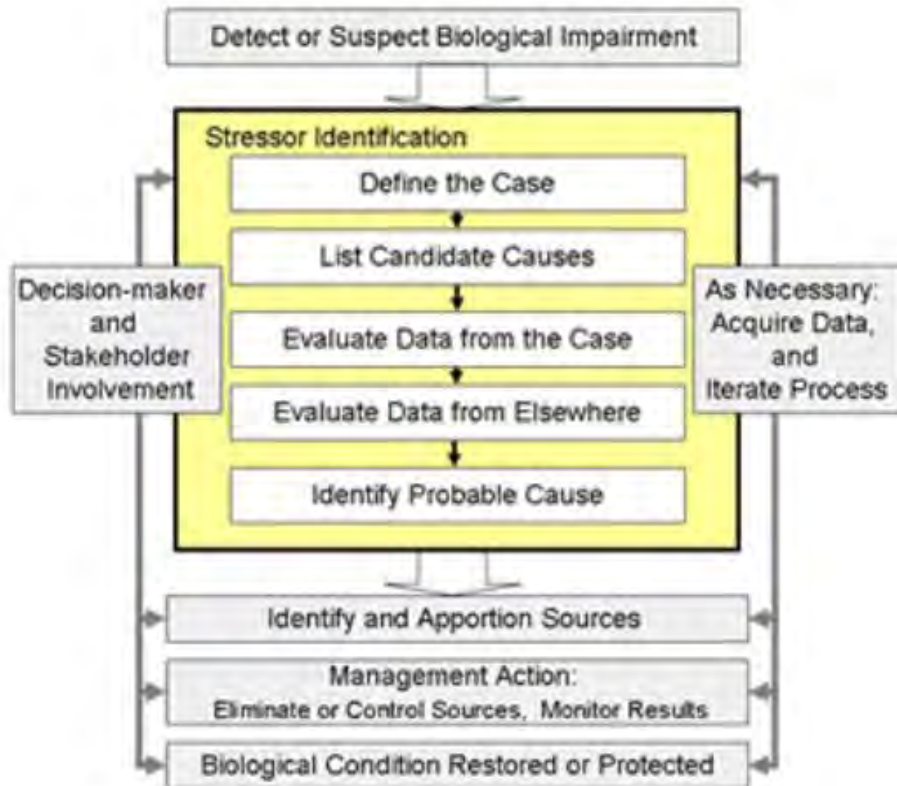 Detect or Suspect Biological Impairment
Stressor Identification
Define the Case
List Candidate Causes
Evaluate Data from the Case
Evaluate Data from Elsewhere
Identify Probable Cause
Decision-maker
and
Stakeholder
Involvement
As Necessary:
Acquire Data,
and
Iterate Process
Identify and Apportion Sources
Management Action:
Eliminate or Control Sources, Monitor Results
Biological Condition Restored or Protected